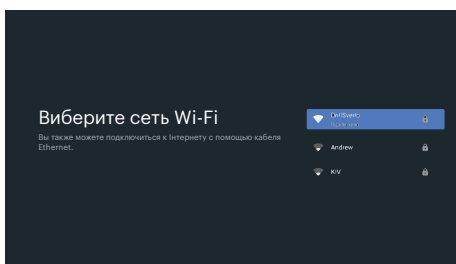 Виберите сеть Wi-Fi
Вы также можете подключиться к Інтернету с помощью кабеля
Ethernet.
Andrew
KiV